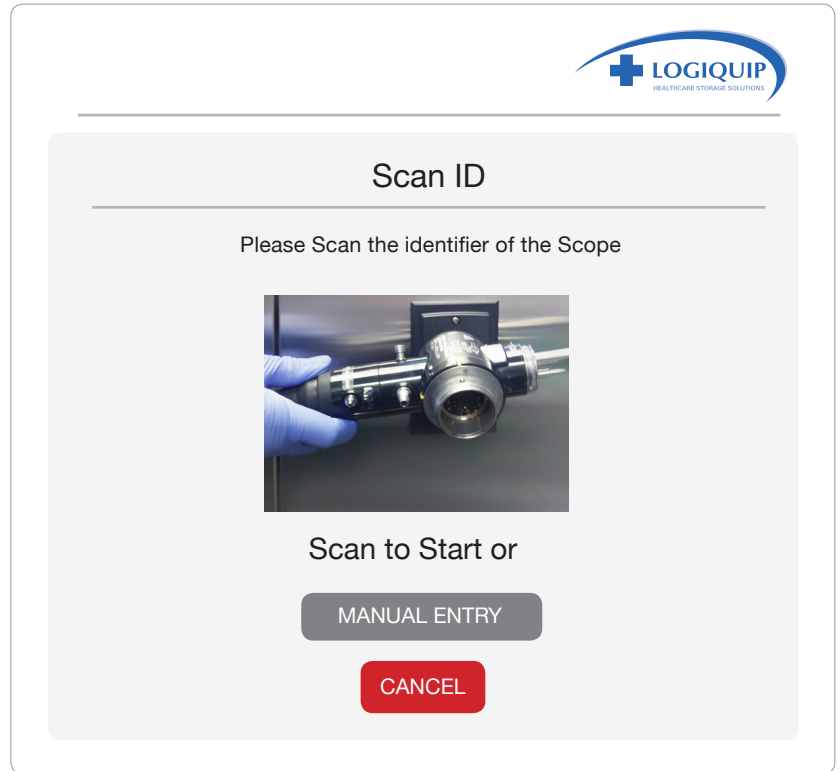 LOGIQUIP
HEALTHCARE STORAGE SOLUTIONS
Scan ID
Please Scan the identifier of the Scope
Scan to Start or
MANUAL ENTRY
CANCEL